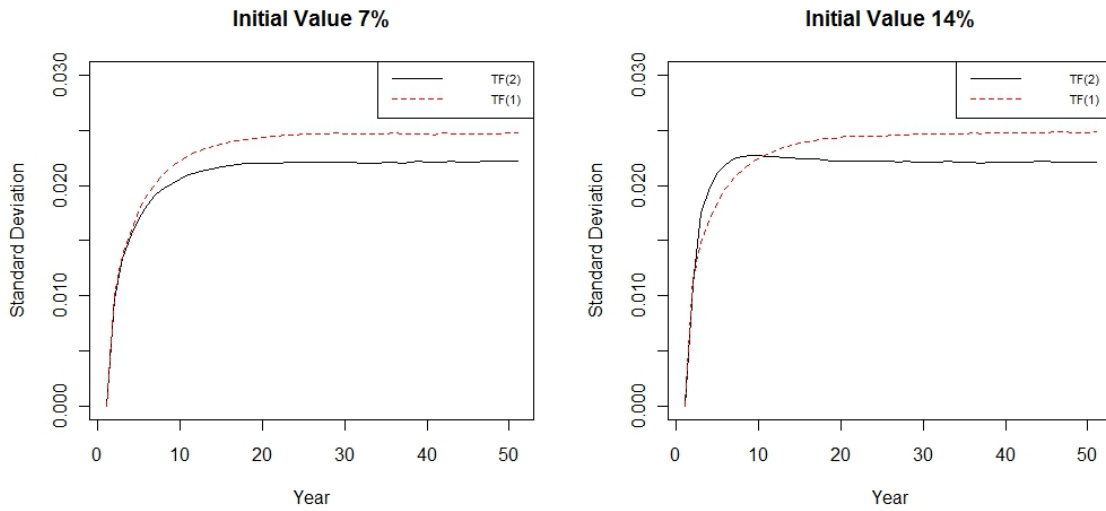 Initial Value 7%
Standard Deviation
0.000
0.010
0.020
0.030
TF(2)
TF(1)
0
10
20
30
40
50
Year
Initial Value 14%
Standard Deviation
0.000
0.010
0.020
0.030
TF(2)
TF(1)
0
10
20
30
40
50
Year